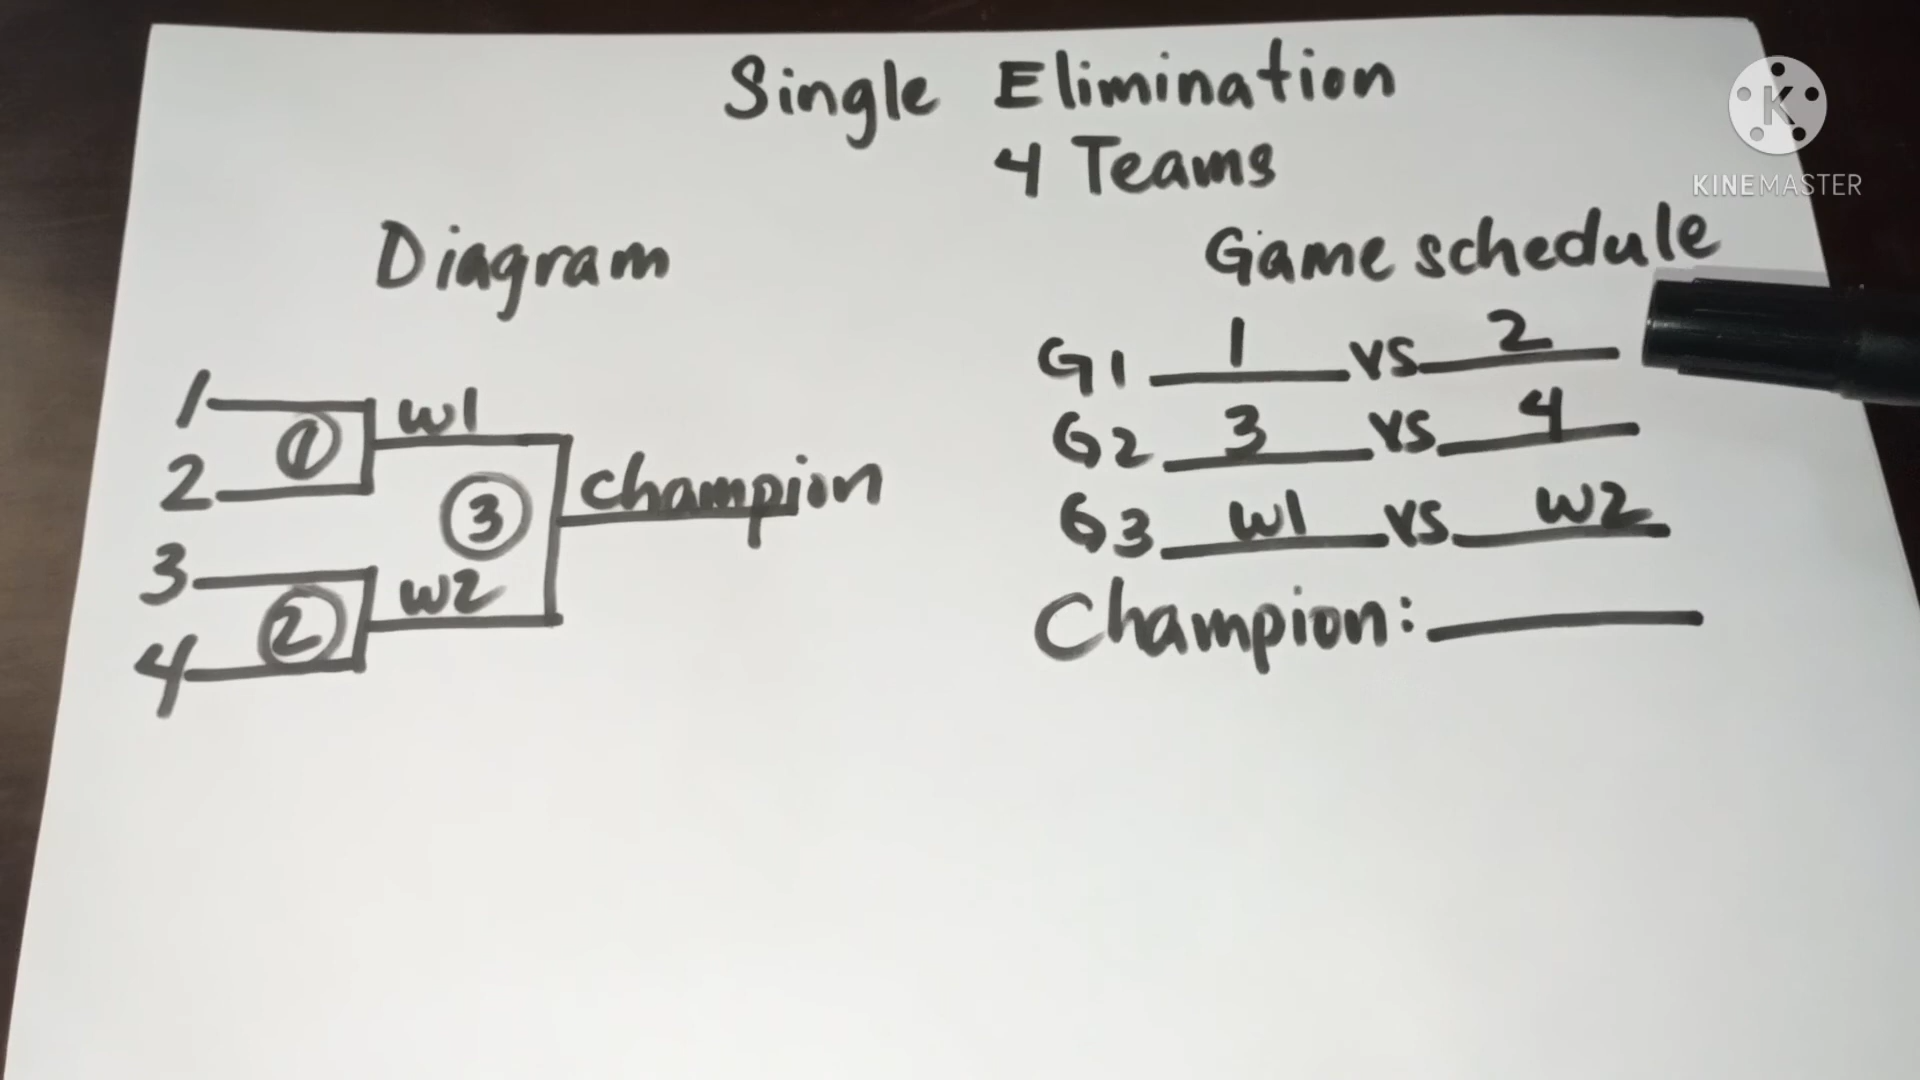 Single Elimination
4 Teams
K
KINEMASTER
Diagram
1
2
3
4
1
2
3
W1
W2
Champion
Game schedule
G1 1 vs 2
G2 3 vs 4
G3 W1 vs W2
Champion: